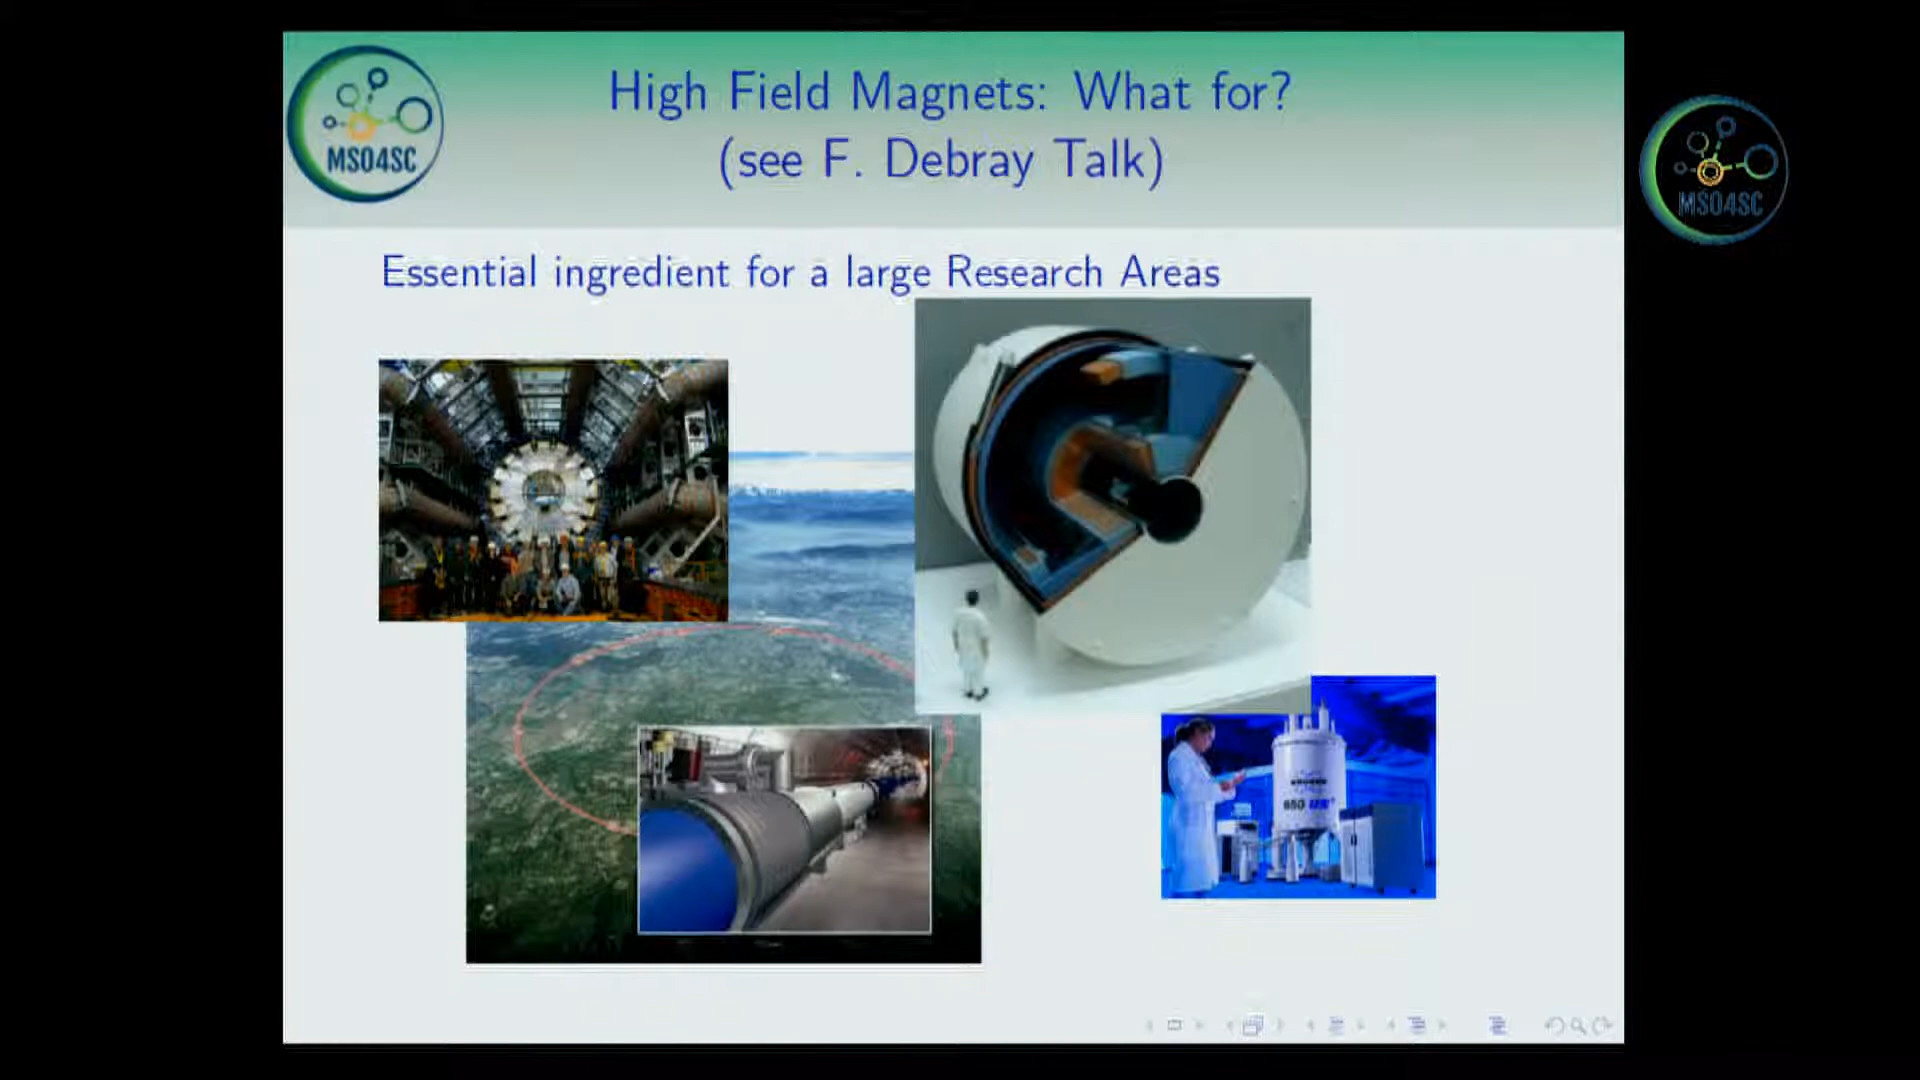 High Field Magnets: What for?
(see F. Debray Talk)
MSO4SC
MSO4SC
Essential ingredient for a large Research Areas